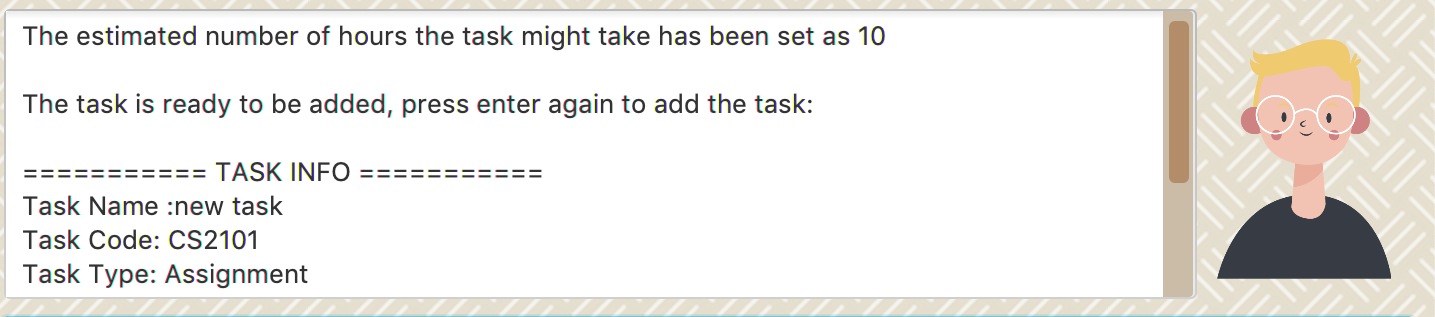 The estimated number of hours the task might take has been set as 10
The task is ready to be added, press enter again to add the task:
=========== TASK INFO ===========
Task Name :new task
Task Code: CS2101
Task Type: Assignment